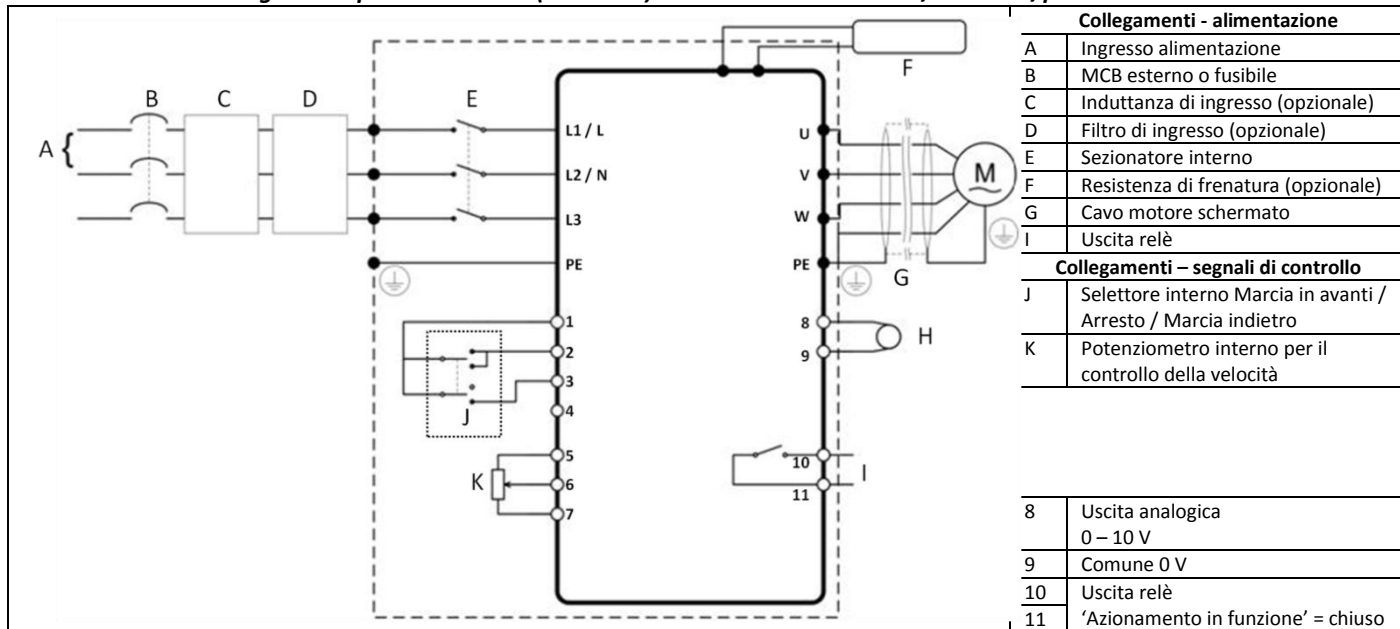 F
B C D E
A {
L1 / L
L2 / N
L3
PE
U
V
W
PE
M
G
1
2
3
4
5
6
7
J
K
8
9
H
10
11
I
Collegamenti - alimentazione
A Ingresso alimentazione
B MCB esterno o fusibile
C Induttanza di ingresso (opzionale)
D Filtro di ingresso (opzionale)
E Sezionatore interno
F Resistenza di frenatura (opzionale)
G Cavo motore schermato
I Uscita relè
Collegamenti – segnali di controllo
J Selettore interno Marcia in avanti /
Arresto / Marcia indietro
K Potenziometro interno per il
controllo della velocità
8 Uscita analogica
0 – 10 V
9 Comune 0 V
10 Uscita relè
11 ‘Azionamento in funzione’ = chiuso